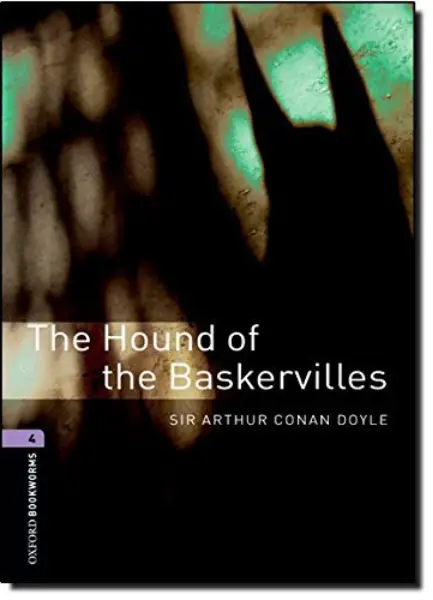 The Hound of
the Baskervilles
SIR ARTHUR CONAN DOYLE
4
OXFORD BOOKWORMS